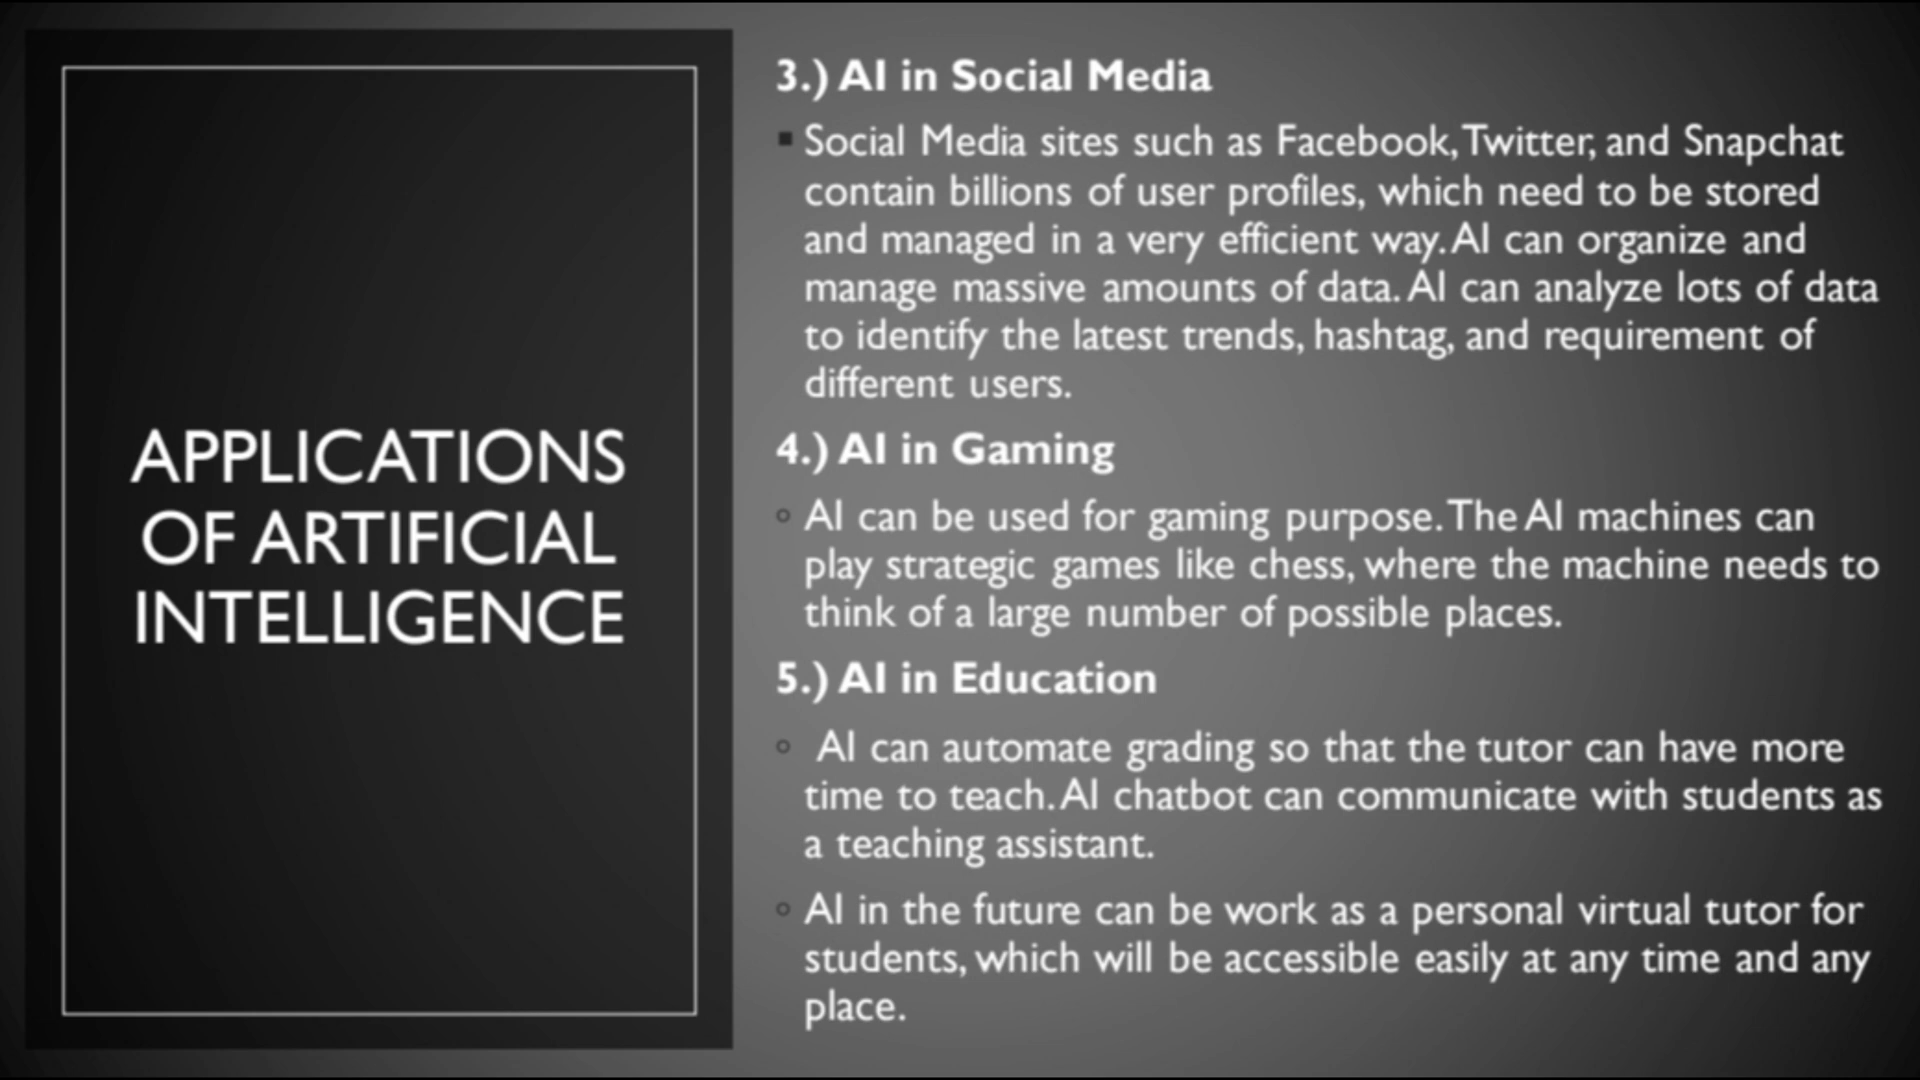 APPLICATIONS
OF ARTIFICIAL
INTELLIGENCE
3.) AI in Social Media
▪ Social Media sites such as Facebook, Twitter, and Snapchat
contain billions of user profiles, which need to be stored
and managed in a very efficient way. AI can organize and
manage massive amounts of data. AI can analyze lots of data
to identify the latest trends, hashtag, and requirement of
different users.
4.) AI in Gaming
◦ AI can be used for gaming purpose. The AI machines can
play strategic games like chess, where the machine needs to
think of a large number of possible places.
5.) AI in Education
◦ AI can automate grading so that the tutor can have more
time to teach. AI chatbot can communicate with students as
a teaching assistant.
◦ AI in the future can be work as a personal virtual tutor for
students, which will be accessible easily at any time and any
place.